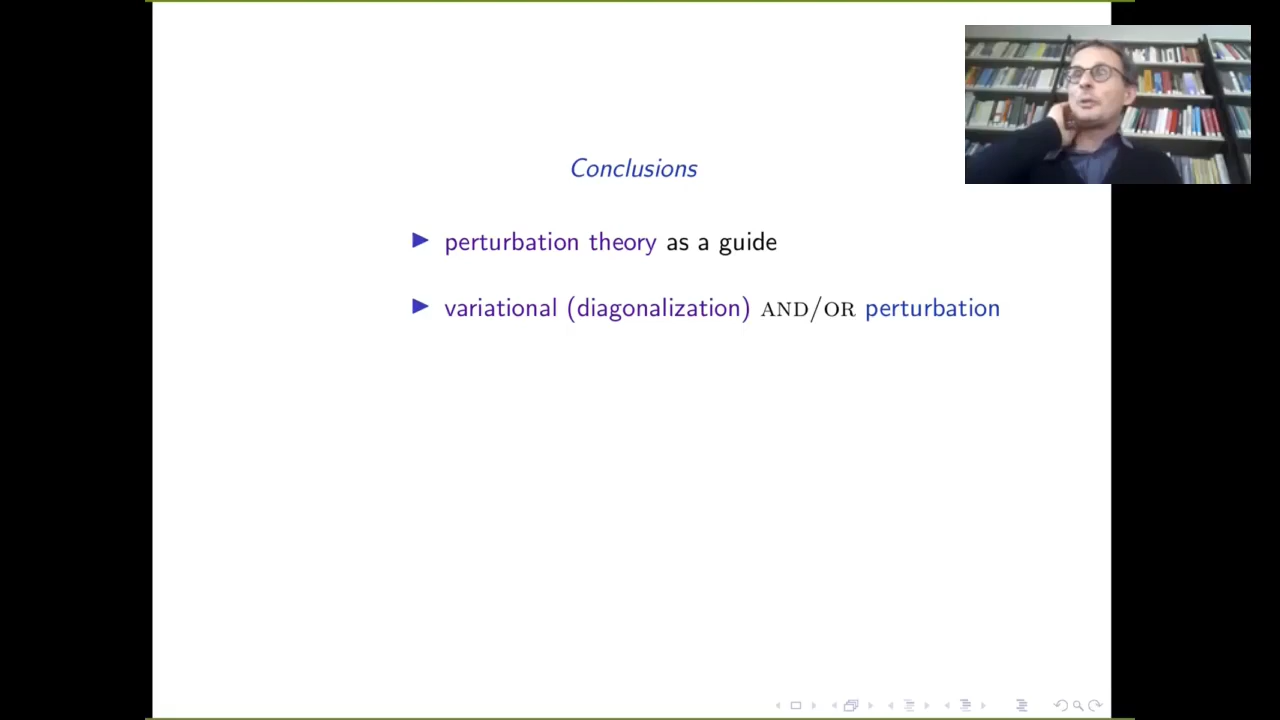 Conclusions
▶ perturbation theory as a guide
▶ variational (diagonalization) AND/OR perturbation